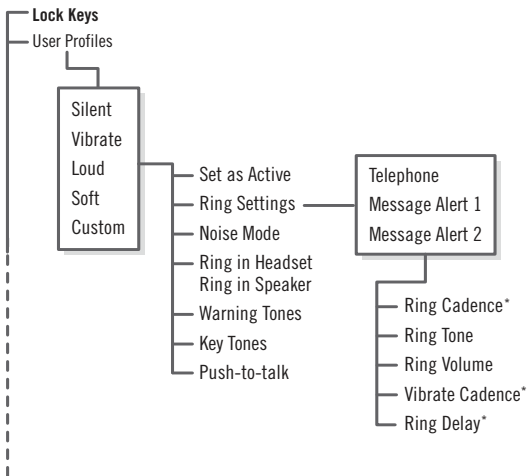 Lock Keys
User Profiles
Silent
Vibrate
Loud
Soft
Custom
Set as Active
Ring Settings
Noise Mode
Ring in Headset
Ring in Speaker
Warning Tones
Key Tones
Push-to-talk
Telephone
Message Alert 1
Message Alert 2
Ring Cadence*
Ring Tone
Ring Volume
Vibrate Cadence*
Ring Delay*